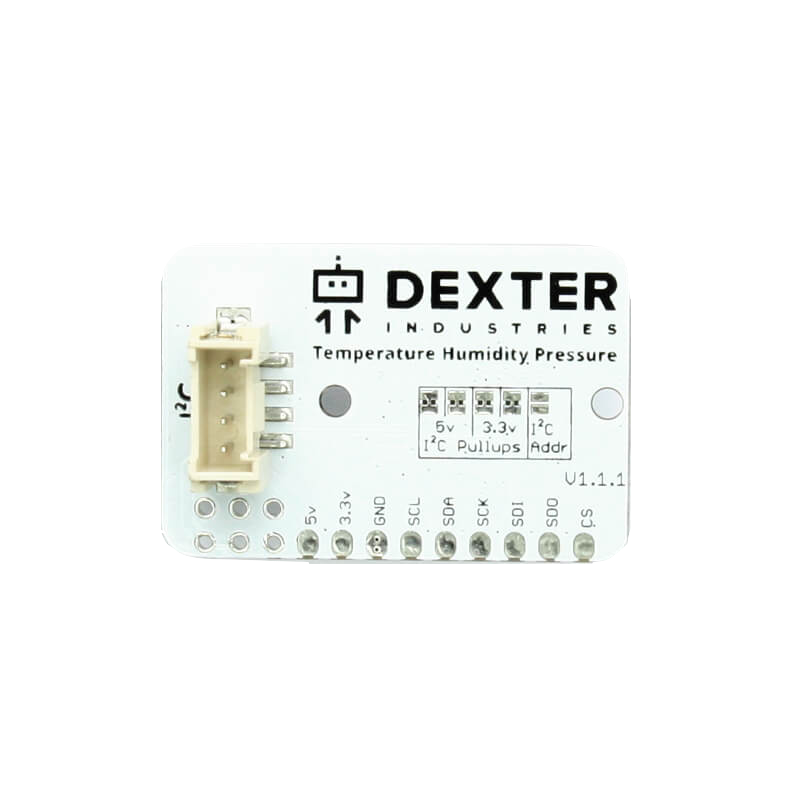 DEXTER
INDUSTRIES
Temperature Humidity Pressure
I²C
5v 3.3v I²C
I²C Pullups Addr
V1.1.1
5v 3.3v GND SCL SDA SCK SDI SDO CS